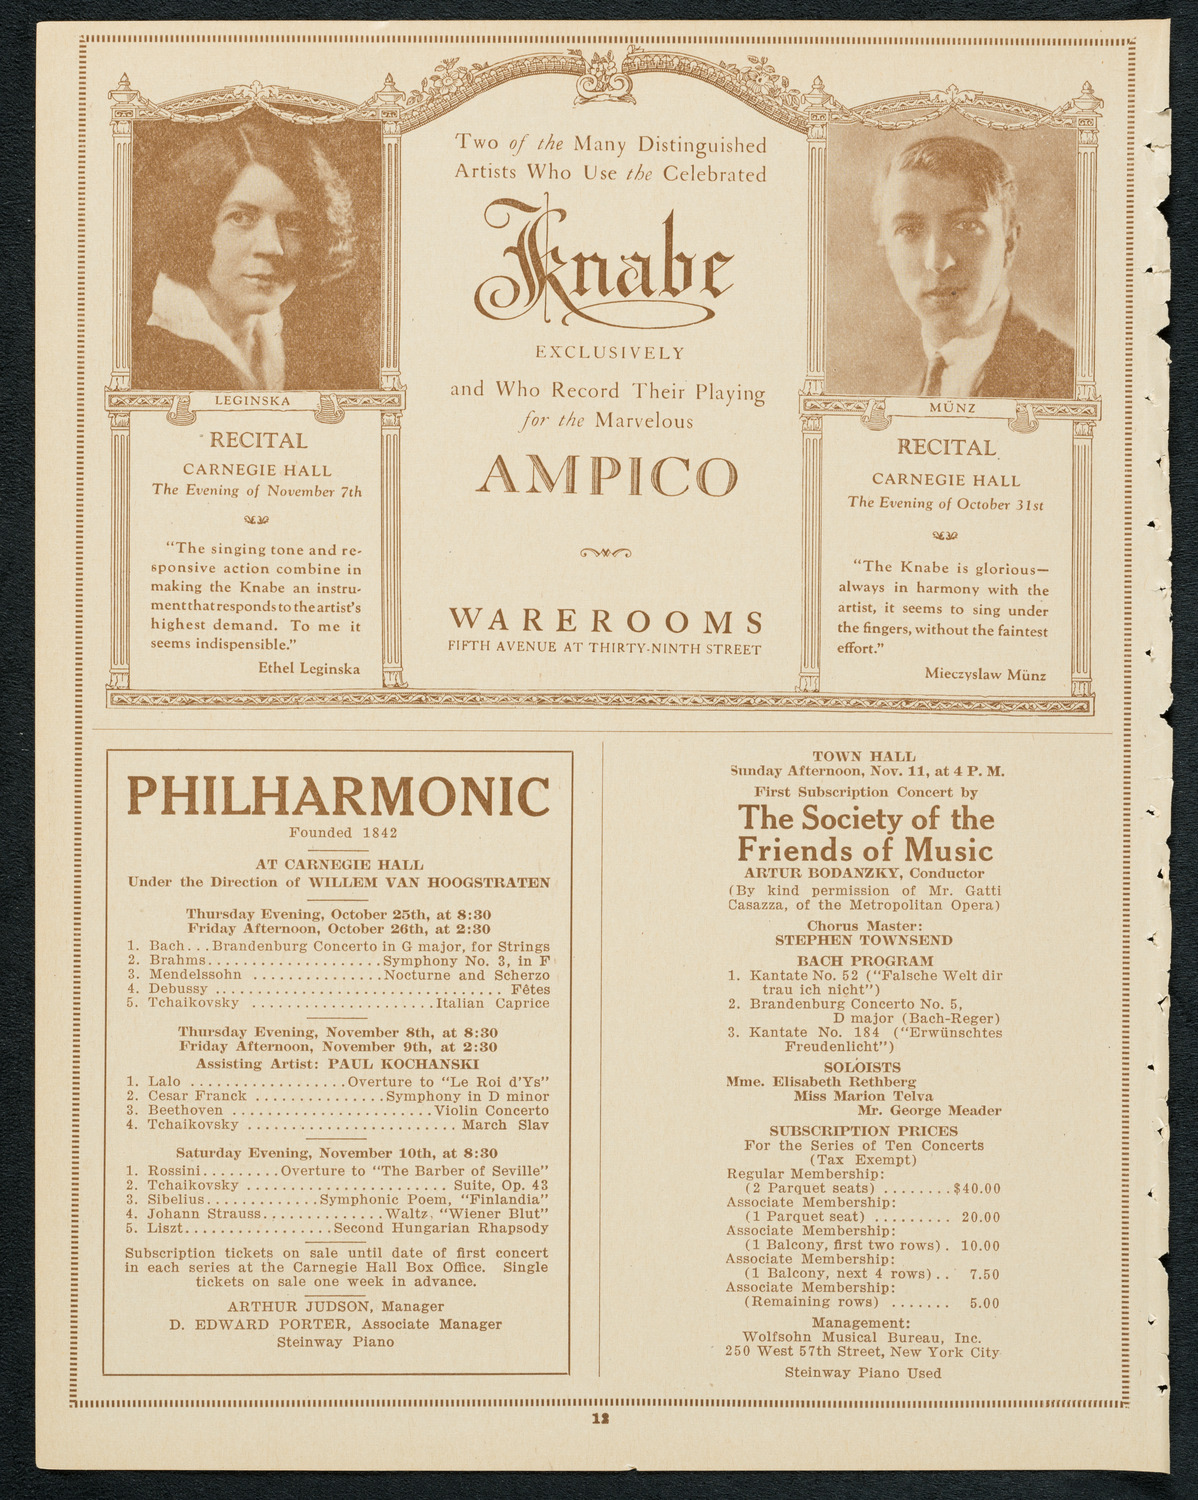 Two of the Many Distinguished
Artists Who Use the Celebrated
Knabe
EXCLUSIVELY
and Who Record Their Playing
for the Marvelous
AMPICO
WAREROOMS
FIFTH AVENUE AT THIRTY-NINTH STREET
LEGINSKA
RECITAL
CARNEGIE HALL
The Evening of November 7th
"The singing tone and re-
sponsive action combine in
making the Knabe an instru-
ment that responds to the artist's
highest demand. To me it
seems indispensible."
Ethel Leginska
MÜNZ
RECITAL
CARNEGIE HALL
The Evening of October 31st
"The Knabe is glorious—
always in harmony with the
artist, it seems to sing under
the fingers, without the faintest
effort."
Mieczyslaw Münz
PHILHARMONIC
Founded 1842
AT CARNEGIE HALL
Under the Direction of WILLEM VAN HOOGSTRATEN
Thursday Evening, October 25th, at 8:30
Friday Afternoon, October 26th, at 2:30
1. Bach...Brandenburg Concerto in G major, for Strings
2. Brahms....................Symphony No. 3, in F
3. Mendelssohn ...............Nocturne and Scherzo
4. Debussy .................................. Fêtes
5. Tchaikovsky .....................Italian Caprice
Thursday Evening, November 8th, at 8:30
Friday Afternoon, November 9th, at 2:30
Assisting Artist: PAUL KOCHANSKI
1. Lalo ..................Overture to "Le Roi d'Ys"
2. Cesar Franck ...............Symphony in D minor
3. Beethoven .......................Violin Concerto
4. Tchaikovsky ........................ March Slav
Saturday Evening, November 10th, at 8:30
1. Rossini.........Overture to "The Barber of Seville"
2. Tchaikovsky ....................... Suite, Op. 43
3. Sibelius.............Symphonic Poem, "Finlandia"
4. Johann Strauss..............Waltz, "Wiener Blut"
5. Liszt.................Second Hungarian Rhapsody
Subscription tickets on sale until date of first concert
in each series at the Carnegie Hall Box Office. Single
tickets on sale one week in advance.
ARTHUR JUDSON, Manager
D. EDWARD PORTER, Associate Manager
Steinway Piano
TOWN HALL
Sunday Afternoon, Nov. 11, at 4 P. M.
First Subscription Concert by
The Society of the
Friends of Music
ARTUR BODANZKY, Conductor
(By kind permission of Mr. Gatti
Casazza, of the Metropolitan Opera)
Chorus Master:
STEPHEN TOWNSEND
BACH PROGRAM
1. Kantate No. 52 ("Falsche Welt dir
trau ich nicht")
2. Brandenburg Concerto No. 5,
D major (Bach-Reger)
3. Kantate No. 184 ("Erwünschtes
Freudenlicht")
SOLOISTS
Mme. Elisabeth Rethberg
Miss Marion Telva
Mr. George Meader
SUBSCRIPTION PRICES
For the Series of Ten Concerts
(Tax Exempt)
Regular Membership:
(2 Parquet seats) ........$40.00
Associate Membership:
(1 Parquet seat) ......... 20.00
Associate Membership:
(1 Balcony, first two rows) . 10.00
Associate Membership:
(1 Balcony, next 4 rows) .. 7.50
Associate Membership:
(Remaining rows) ....... 5.00
Management:
Wolfsohn Musical Bureau, Inc.
250 West 57th Street, New York City
Steinway Piano Used
12